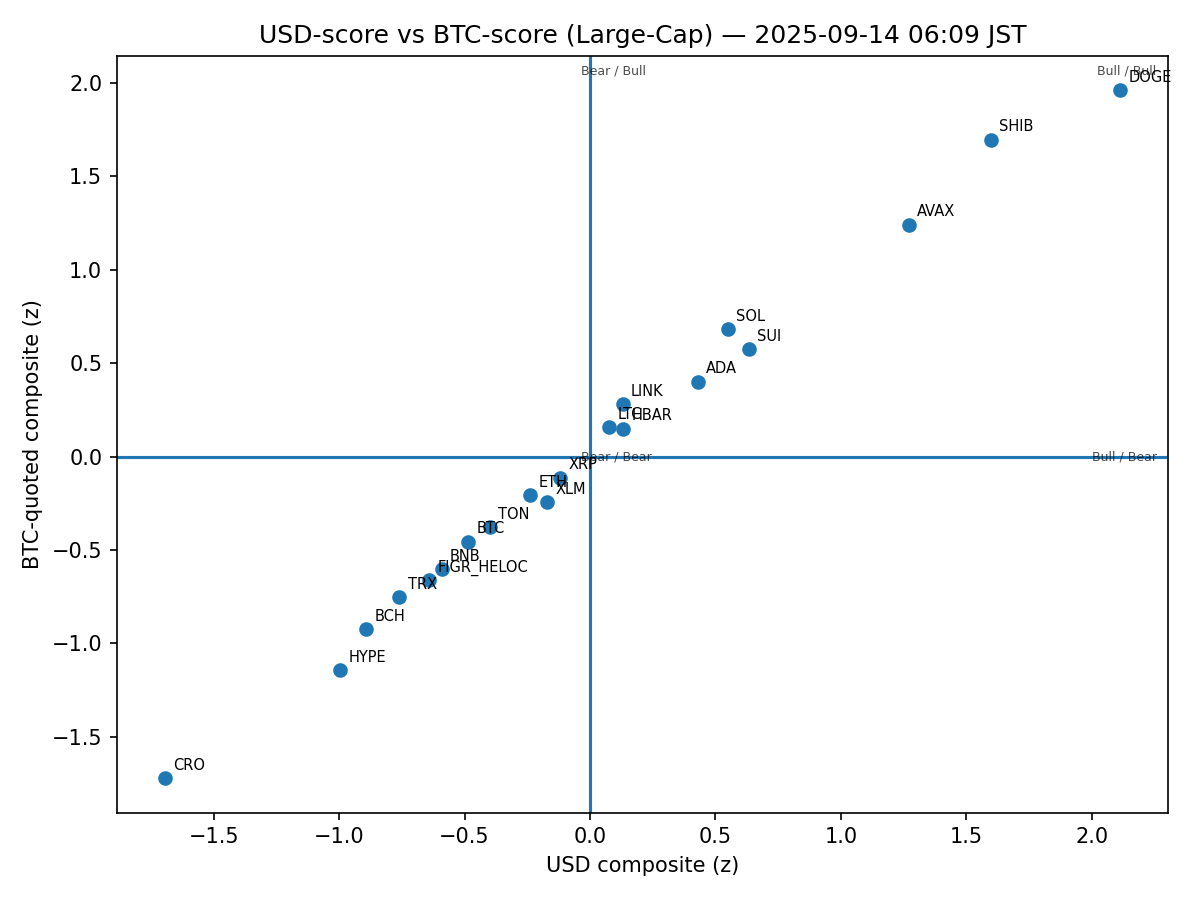 USD-score vs BTC-score (Large-Cap) — 2025-09-14 06:09 JST
Bear / Bull
Bull / Bull
DOGE
SHIB
AVAX
SOL
SUI
ADA
LINK
LTC
HBAR
Bear / Bear
Bull / Bear
XRP
ETH
XLM
TON
BTC
BNB
FIGR_HELOC
TRX
BCH
HYPE
CRO
2.0
1.5
1.0
0.5
0.0
−0.5
−1.0
−1.5
BTC-quoted composite (z)
−1.5
−1.0
−0.5
0.0
0.5
1.0
1.5
2.0
USD composite (z)